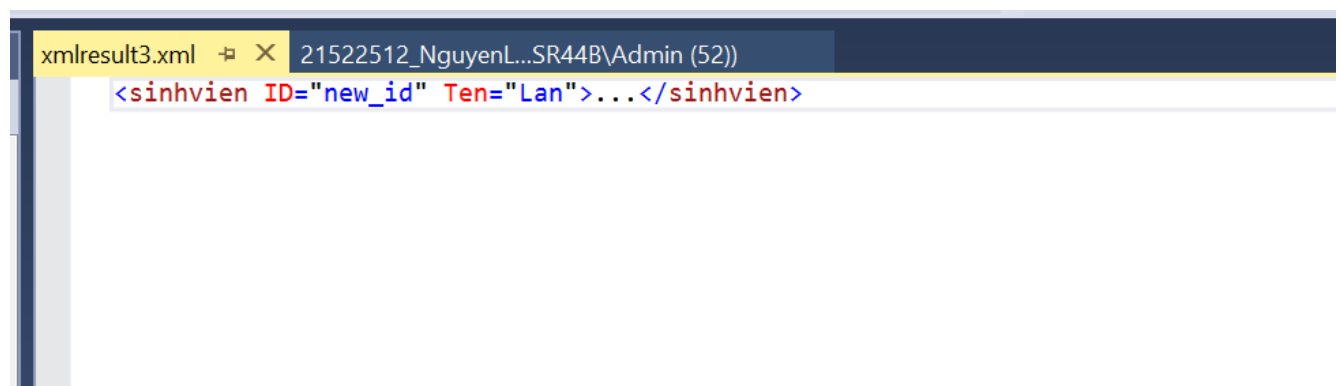 xmlresult3.xml 21522512_NguyenL...SR44B\Admin (52))
<sinhvien ID="new_id" Ten="Lan">...</sinhvien>